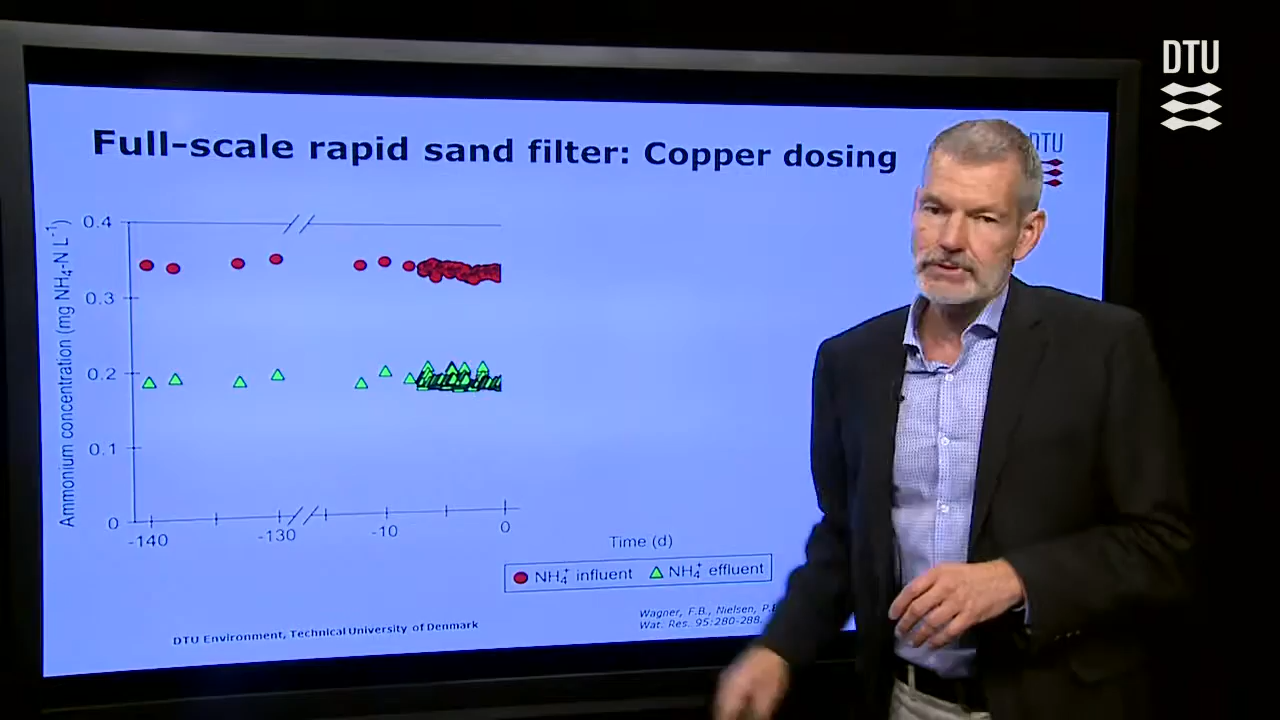 DTU
Full-scale rapid sand filter: Copper dosing
DTU
Ammonium concentration (mg NH₄-N L⁻¹)
0.4
0.3
0.2
0.1
0
-140
-130
-10
0
Time (d)
NH₄⁺ influent
NH₄⁺ effluent
Wagner, F.B., Nielsen,
Wat. Res. 95:280-288.
DTU Environment, Technical University of Denmark